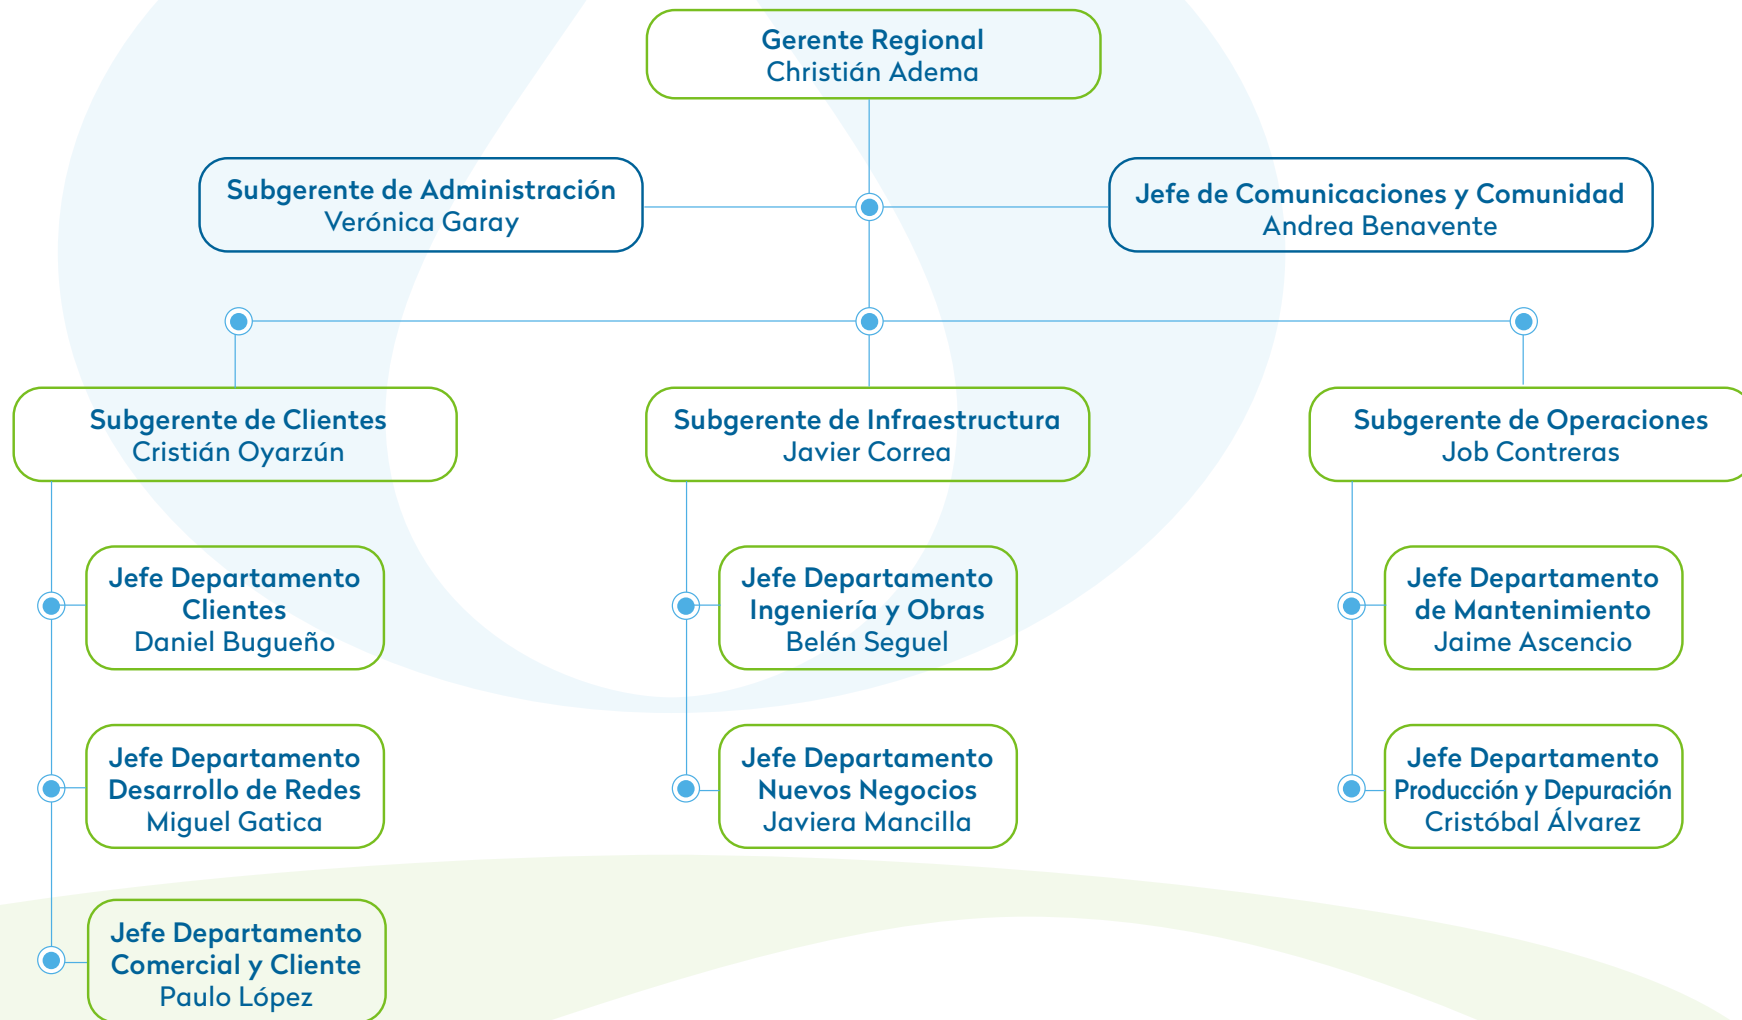 Gerente Regional
Christián Adema
Subgerente de Administración
Verónica Garay
Jefe de Comunicaciones y Comunidad
Andrea Benavente
Subgerente de Clientes
Cristián Oyarzún
Subgerente de Infraestructura
Javier Correa
Subgerente de Operaciones
Job Contreras
Jefe Departamento
Clientes
Daniel Bugueño
Jefe Departamento
Ingeniería y Obras
Belén Seguel
Jefe Departamento
de Mantenimiento
Jaime Ascencio
Jefe Departamento
Desarrollo de Redes
Miguel Gatica
Jefe Departamento
Nuevos Negocios
Javiera Mancilla
Jefe Departamento
Producción y Depuración
Cristóbal Álvarez
Jefe Departamento
Comercial y Cliente
Paulo López